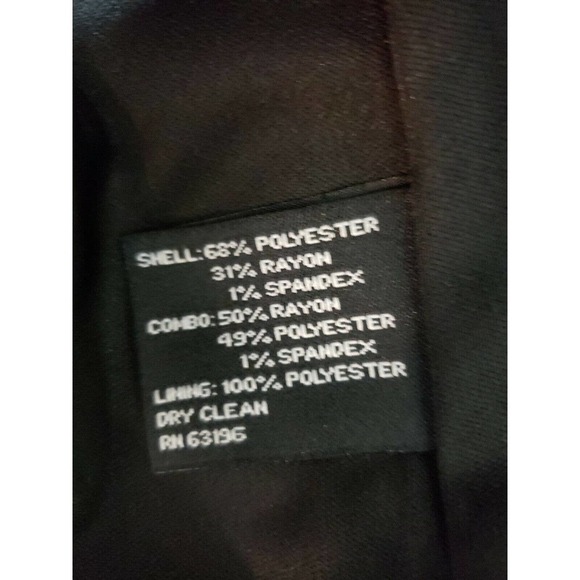 SHELL: 68% POLYESTER
31% RAYON
1% SPANDEX
COMBO: 50% RAYON
49% POLYESTER
1% SPANDEX
LINING: 100% POLYESTER
DRY CLEAN
RN 63196